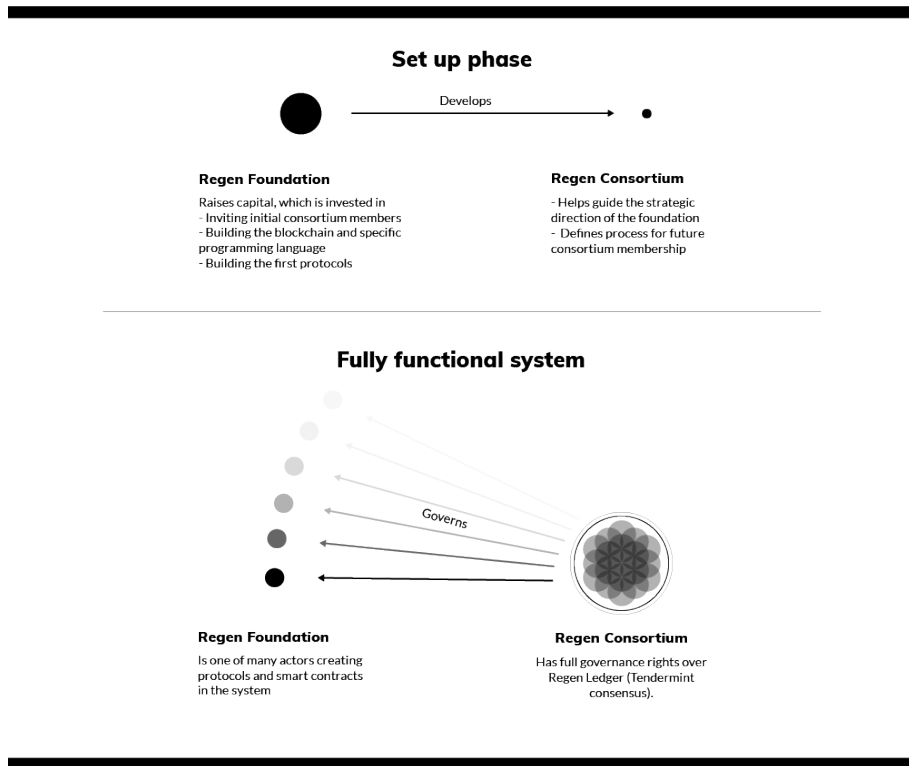 Set up phase
Develops
Regen Foundation
Raises capital, which is invested in
- Inviting initial consortium members
- Building the blockchain and specific
programming language
- Building the first protocols
Regen Consortium
- Helps guide the strategic
direction of the foundation
- Defines process for future
consortium membership
Fully functional system
Governs
Regen Foundation
Is one of many actors creating
protocols and smart contracts
in the system
Regen Consortium
Has full governance rights over
Regen Ledger (Tendermint
consensus).